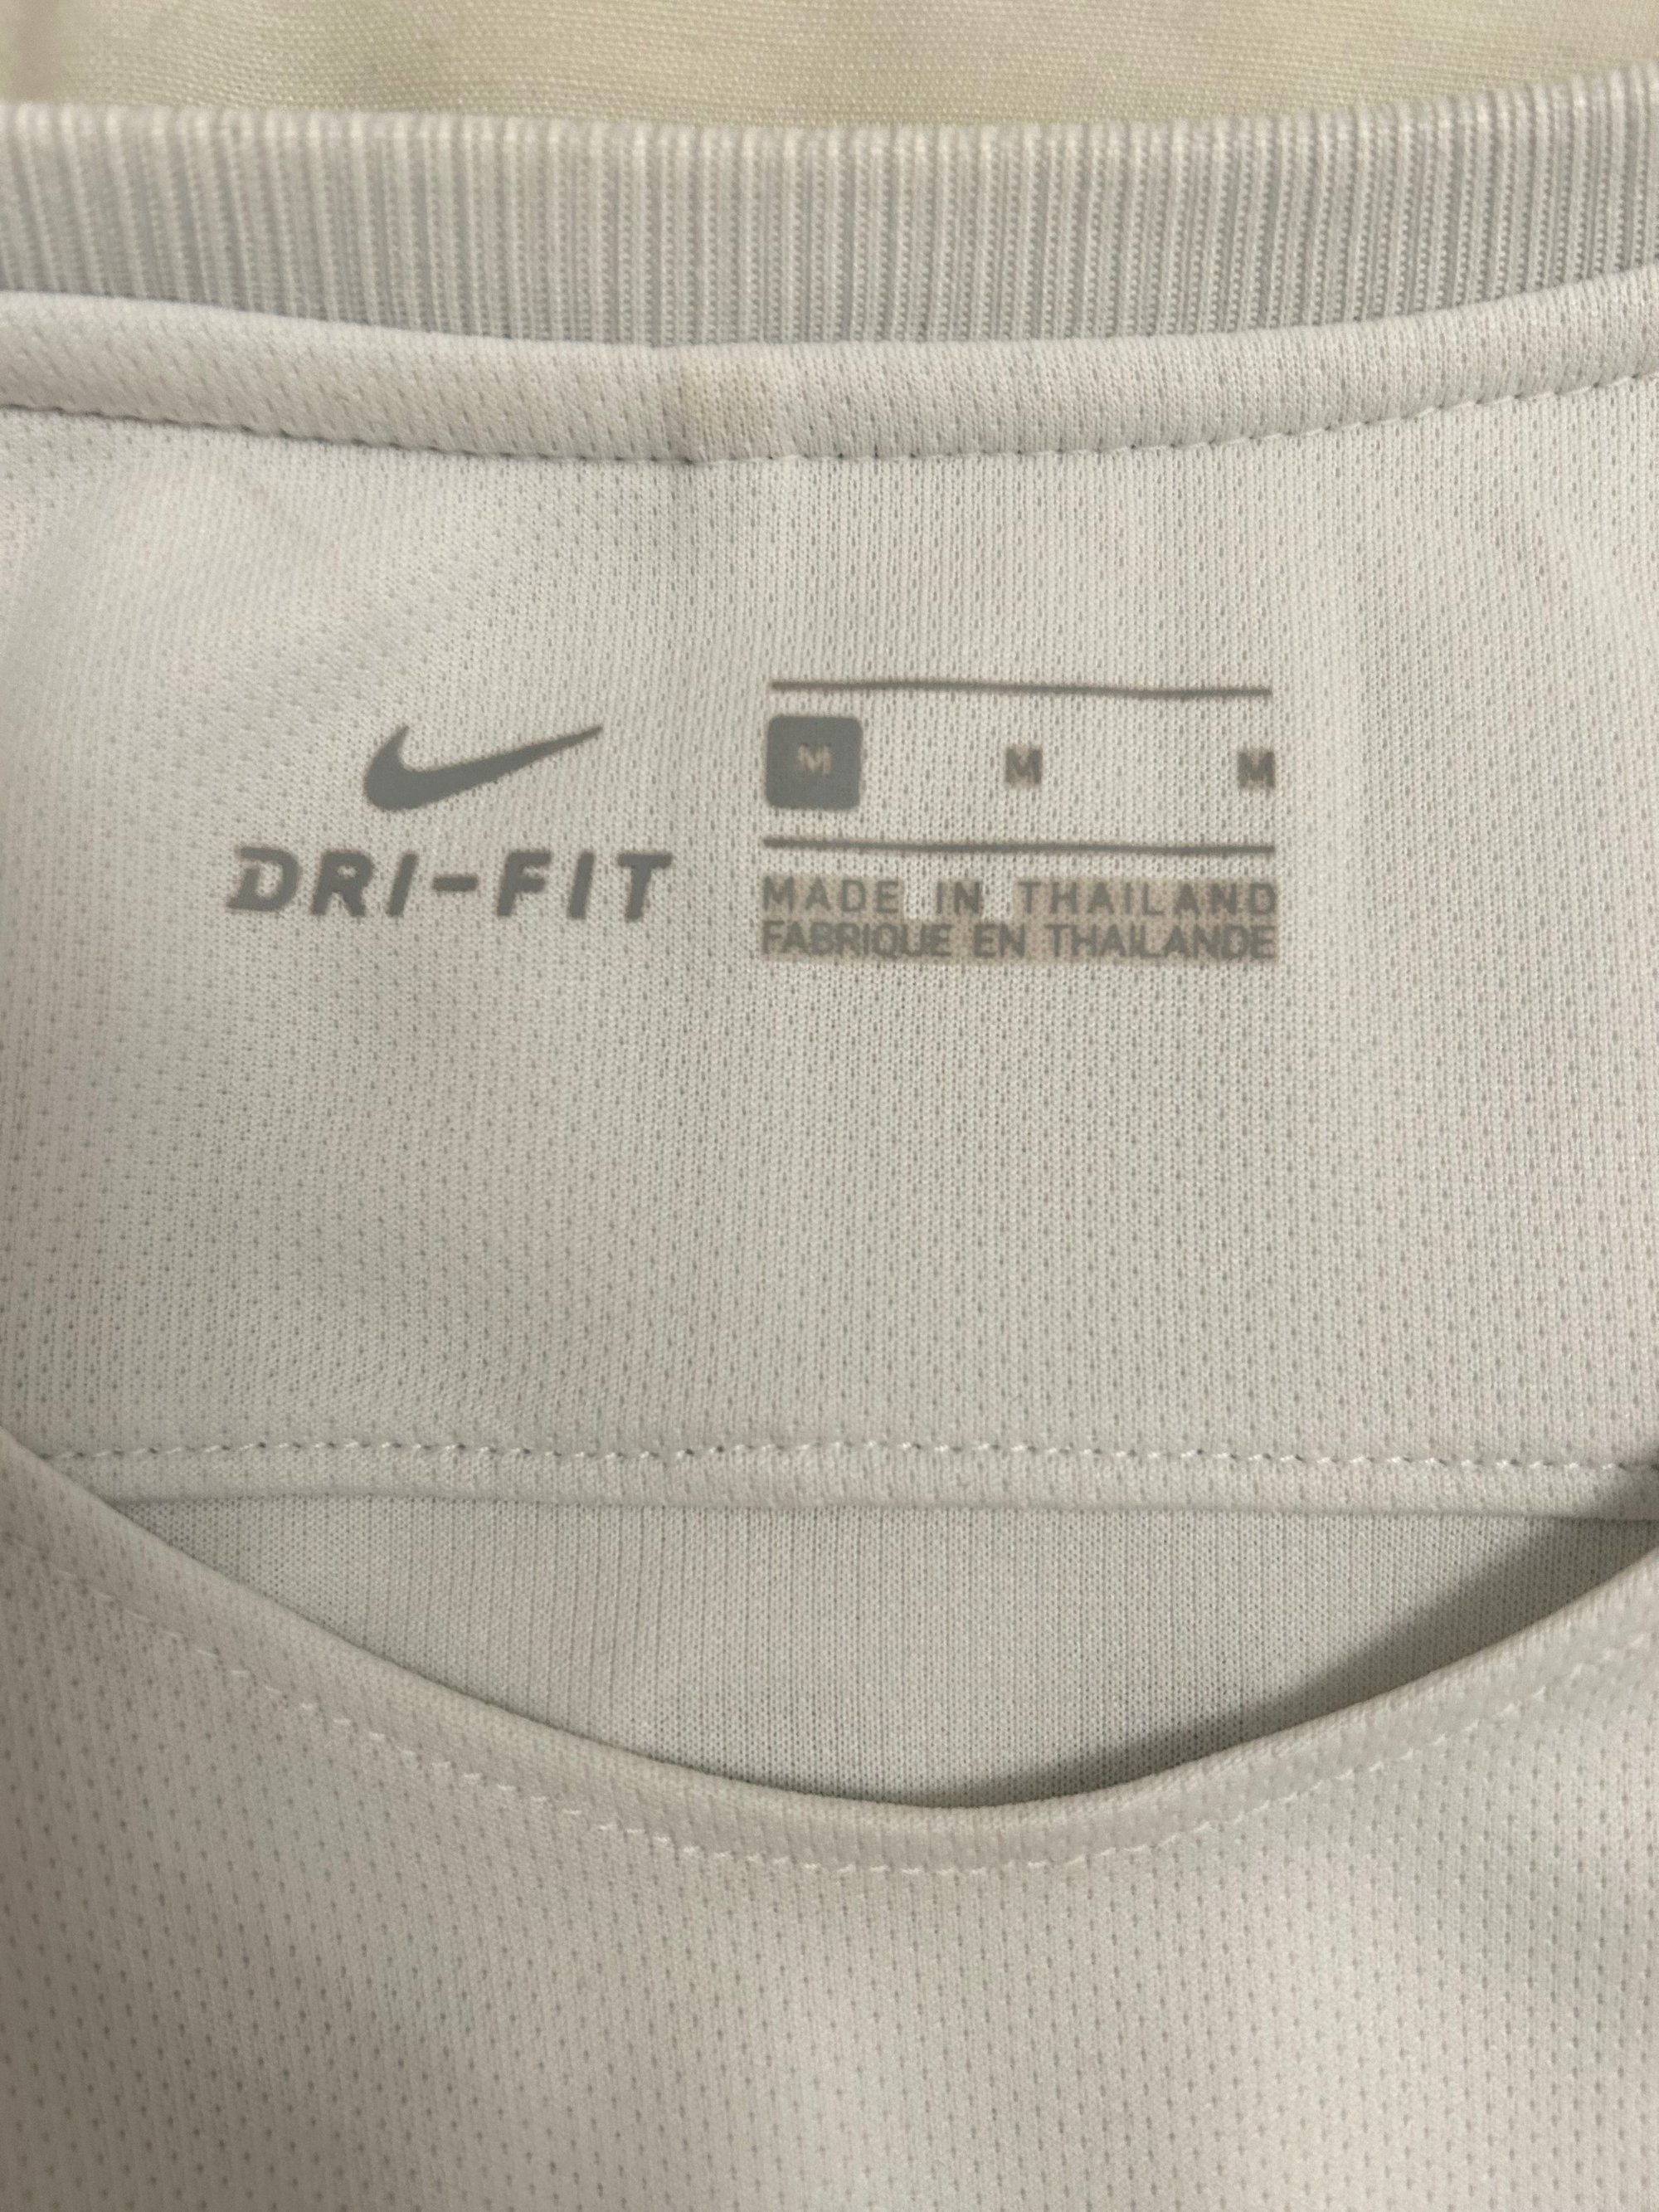 DRI-FIT
M M M
MADE IN THAILAND
FABRIQUE EN THAILANDE